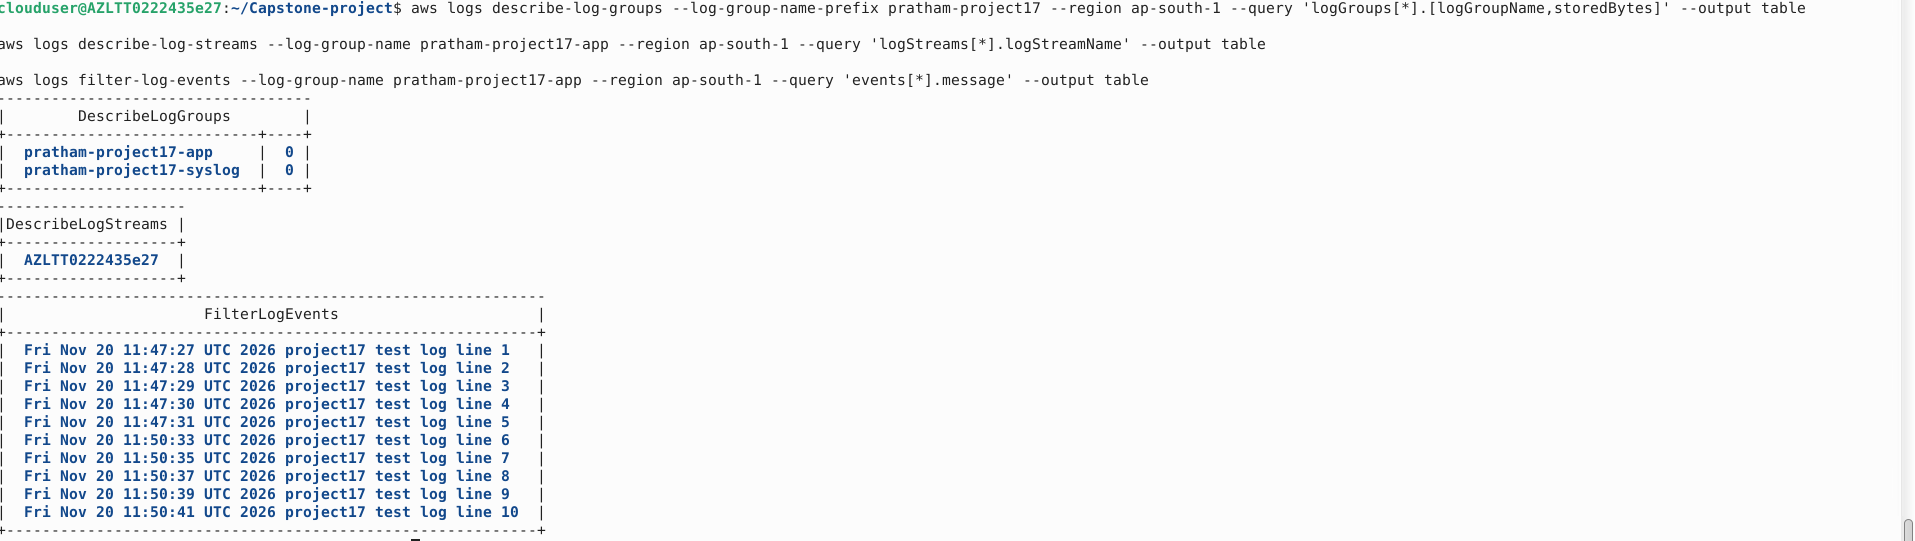 clouduser@AZLTT0222435e27:~/Capstone-project$ aws logs describe-log-groups --log-group-name-prefix pratham-project17 --region ap-south-1 --query 'logGroups[*].[logGroupName,storedBytes]' --output table
aws logs describe-log-streams --log-group-name pratham-project17-app --region ap-south-1 --query 'logStreams[*].logStreamName' --output table
aws logs filter-log-events --log-group-name pratham-project17-app --region ap-south-1 --query 'events[*].message' --output table
-----------------------------------
|        DescribeLogGroups        |
+----------------------------+----+
|  pratham-project17-app     |  0 |
|  pratham-project17-syslog  |  0 |
+----------------------------+----+
---------------------
|DescribeLogStreams |
+-------------------+
|  AZLTT0222435e27  |
+-------------------+
-------------------------------------------------------------
|                      FilterLogEvents                      |
+-----------------------------------------------------------+
|  Fri Nov 20 11:47:27 UTC 2026 project17 test log line 1   |
|  Fri Nov 20 11:47:28 UTC 2026 project17 test log line 2   |
|  Fri Nov 20 11:47:29 UTC 2026 project17 test log line 3   |
|  Fri Nov 20 11:47:30 UTC 2026 project17 test log line 4   |
|  Fri Nov 20 11:47:31 UTC 2026 project17 test log line 5   |
|  Fri Nov 20 11:50:33 UTC 2026 project17 test log line 6   |
|  Fri Nov 20 11:50:35 UTC 2026 project17 test log line 7   |
|  Fri Nov 20 11:50:37 UTC 2026 project17 test log line 8   |
|  Fri Nov 20 11:50:39 UTC 2026 project17 test log line 9   |
|  Fri Nov 20 11:50:41 UTC 2026 project17 test log line 10  |
+-----------------------------------------------------------+